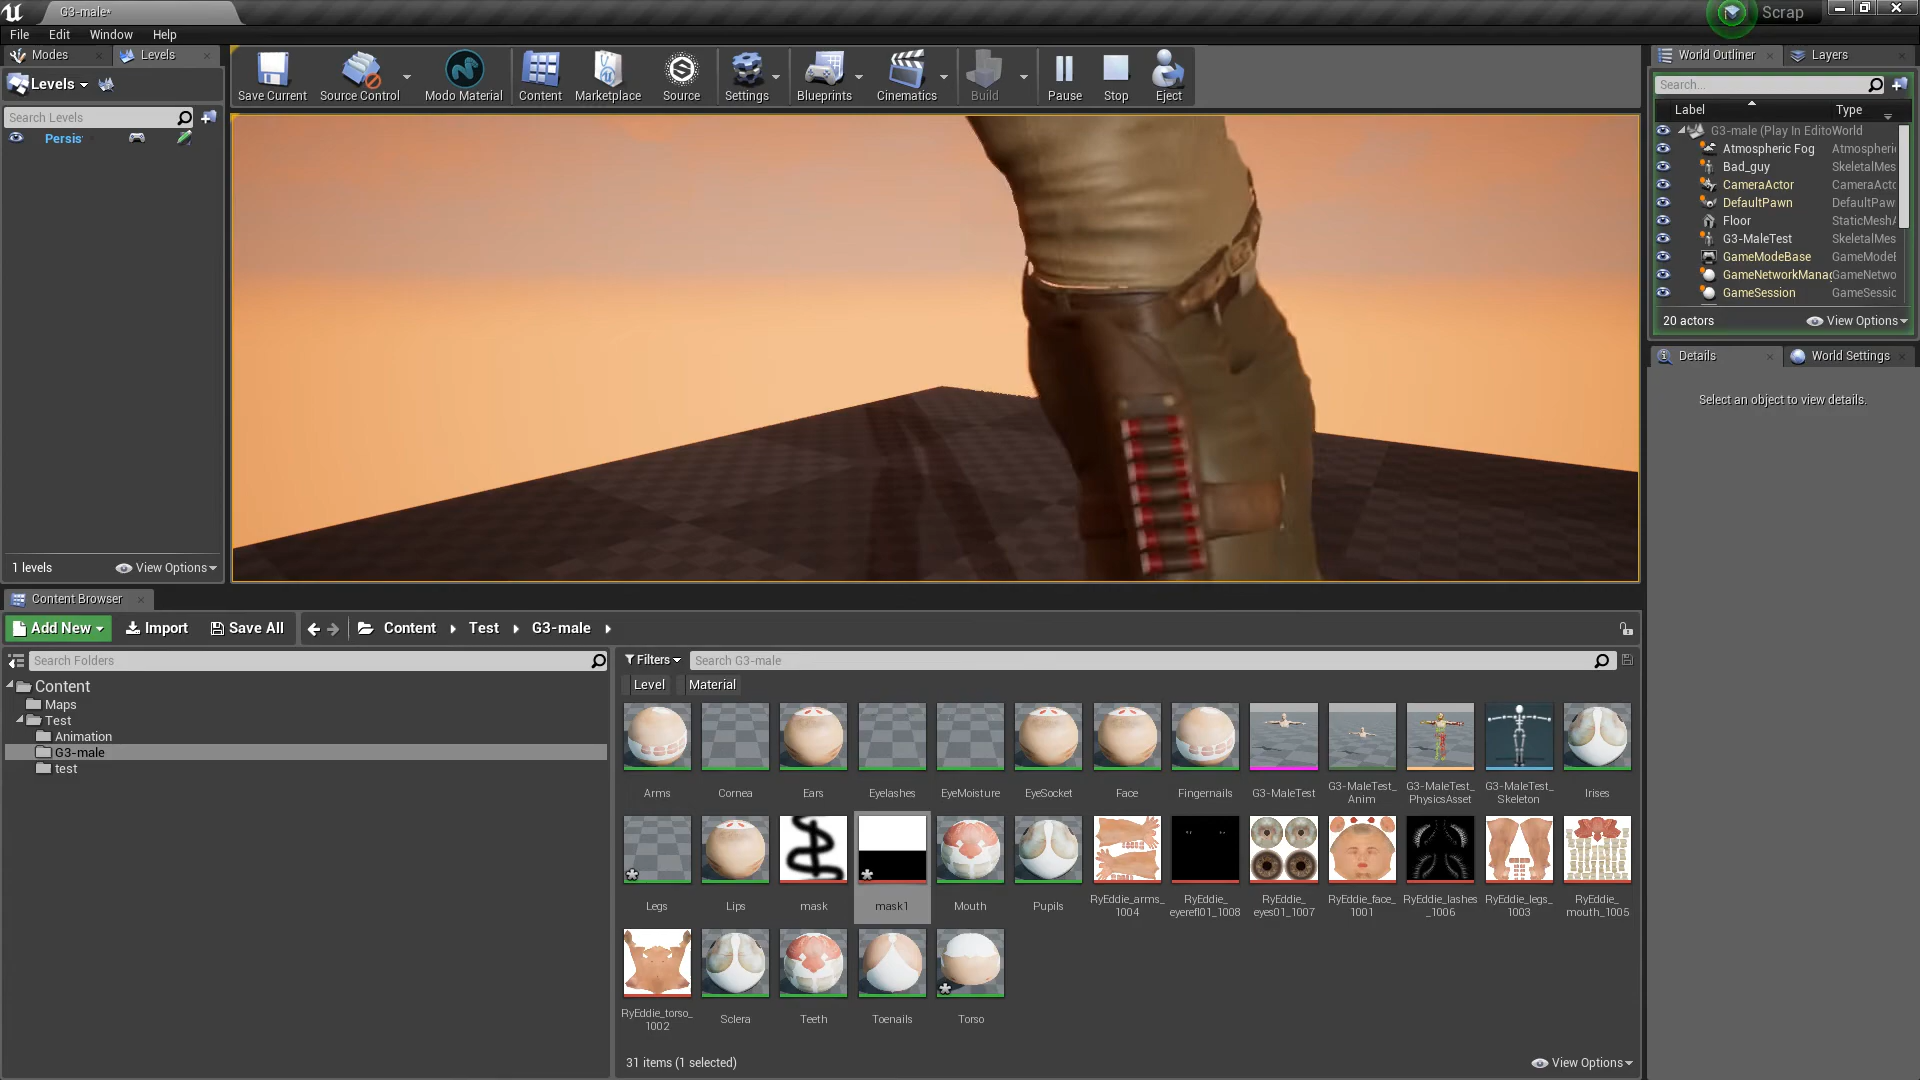 G3-male*
Scrap
File Edit Window Help
Modes Levels
Levels
Search Levels
Persis
1 levels View Options
Save Current Source Control Modo Material Content Marketplace Source Settings Blueprints Cinematics Build Pause Stop Eject
World Outliner Layers
Search...
Label Type
G3-male (Play In Edito World
Atmospheric Fog Atmospheric
Bad_guy SkeletalMes
CameraActor CameraActo
DefaultPawn DefaultPaw
Floor StaticMeshA
G3-MaleTest SkeletalMes
GameModeBase GameModeB
GameNetworkManag GameNetwo
GameSession GameSessio
20 actors View Options
Details World Settings
Select an object to view details.
Content Browser
Add New Import Save All Content Test G3-male
Search Folders
Content
Maps
Test
Animation
G3-male
test
Filters Search G3-male
Level Material
Arms Cornea Ears Eyelashes EyeMoisture EyeSocket Face Fingernails G3-MaleTest G3-MaleTest_ G3-MaleTest_ G3-MaleTest_ Irises
Anim PhysicsAsset Skeleton
Legs Lips mask mask1 Mouth Pupils RyEddie_arms_ RyEddie_ RyEddie_ RyEddie_face_ RyEddie_lashes RyEddie_legs_ RyEddie_
1004 eyerefl01_1008 eyes01_1007 1001 _1006 1003 mouth_1005
RyEddie_torso_ Sclera Teeth Toenails Torso
1002
31 items (1 selected) View Options